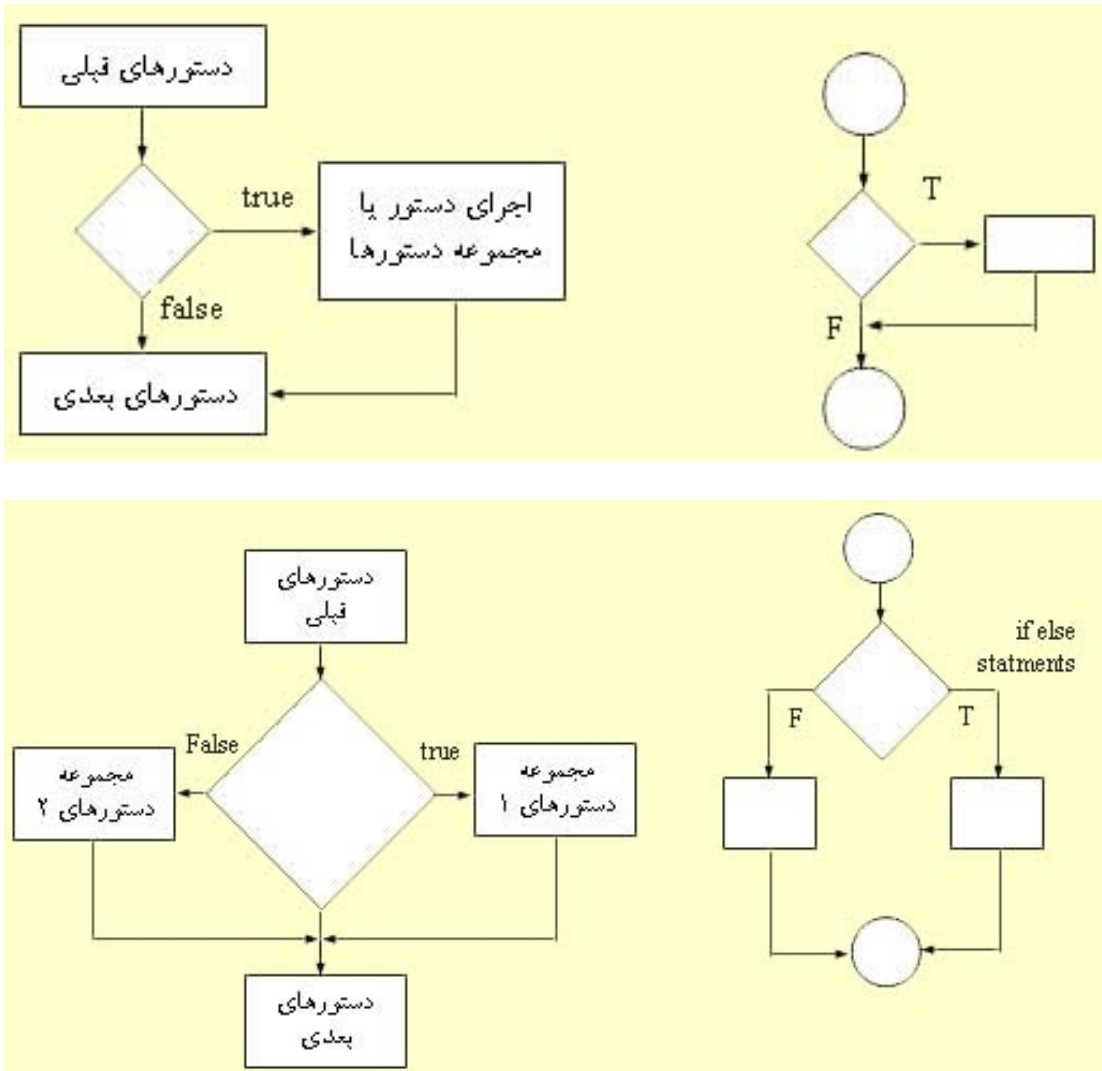 دستورهای قبلی
true
اجرای دستور یا
مجموعه دستورها
false
دستورهای بعدی
T
F
دستورهای
قبلی
False
true
مجموعه
دستورهای ۲
مجموعه
دستورهای ۱
دستورهای
بعدی
if else
statments
F
T